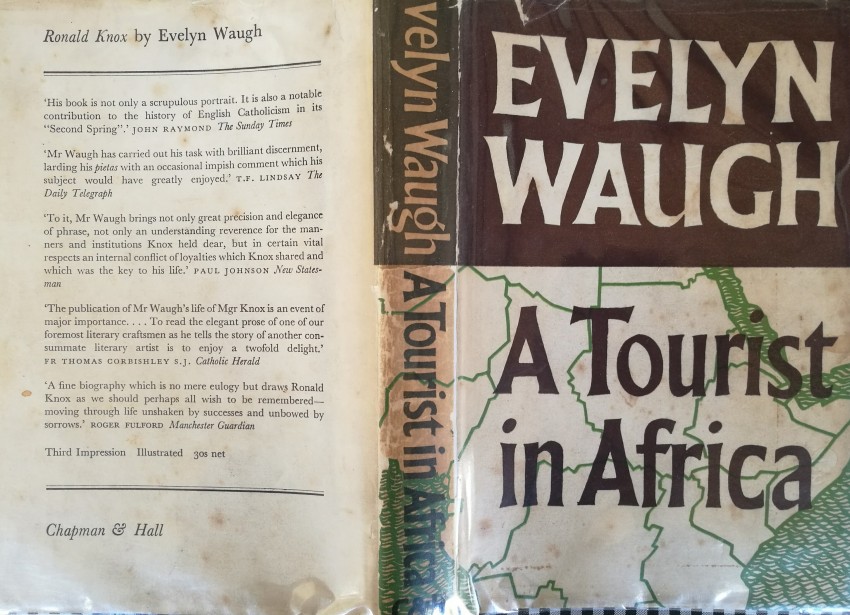 Ronald Knox by Evelyn Waugh
'His book is not only a scrupulous portrait. It is also a notable
contribution to the history of English Catholicism in its
"Second Spring".' JOHN RAYMOND The Sunday Times
'Mr Waugh has carried out his task with brilliant discernment,
larding his pietas with an occasional impish comment which his
subject would have greatly enjoyed.' T.F. LINDSAY The
Daily Telegraph
'To it, Mr Waugh brings not only great precision and elegance
of phrase, not only an understanding reverence for the man-
ners and institutions Knox held dear, but in certain vital
respects an internal conflict of loyalties which Knox shared and
which was the key to his life.' PAUL JOHNSON New States-
man
'The publication of Mr Waugh's life of Mgr Knox is an event of
major importance. . . . To read the elegant prose of one of our
foremost literary craftsmen as he tells the story of another con-
summate literary artist is to enjoy a twofold delight.'
FR THOMAS CORBISHLEY S.J. Catholic Herald
'A fine biography which is no mere eulogy but draws Ronald
Knox as we should perhaps all wish to be remembered—
moving through life unshaken by successes and unbowed by
sorrows.' ROGER FULFORD Manchester Guardian
Third Impression Illustrated 30s net
Chapman & Hall
velyn Waugh A Tourist in Africa
EVELYN
WAUGH
A Tourist
in Africa